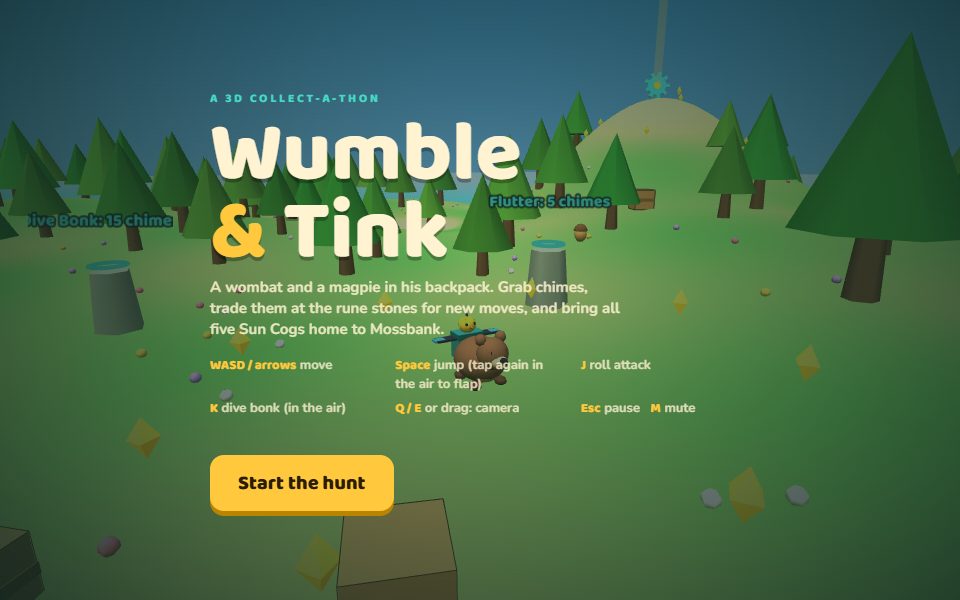 A 3D COLLECT-A-THON
Wumble
& Tink
Flutter: 5 chimes
Dive Bonk: 15 chime
A wombat and a magpie in his backpack. Grab chimes,
trade them at the rune stones for new moves, and bring all
five Sun Cogs home to Mossbank.
WASD / arrows move
Space jump (tap again in
the air to flap)
J roll attack
K dive bonk (in the air)
Q / E or drag: camera
Esc pause M mute
Start the hunt